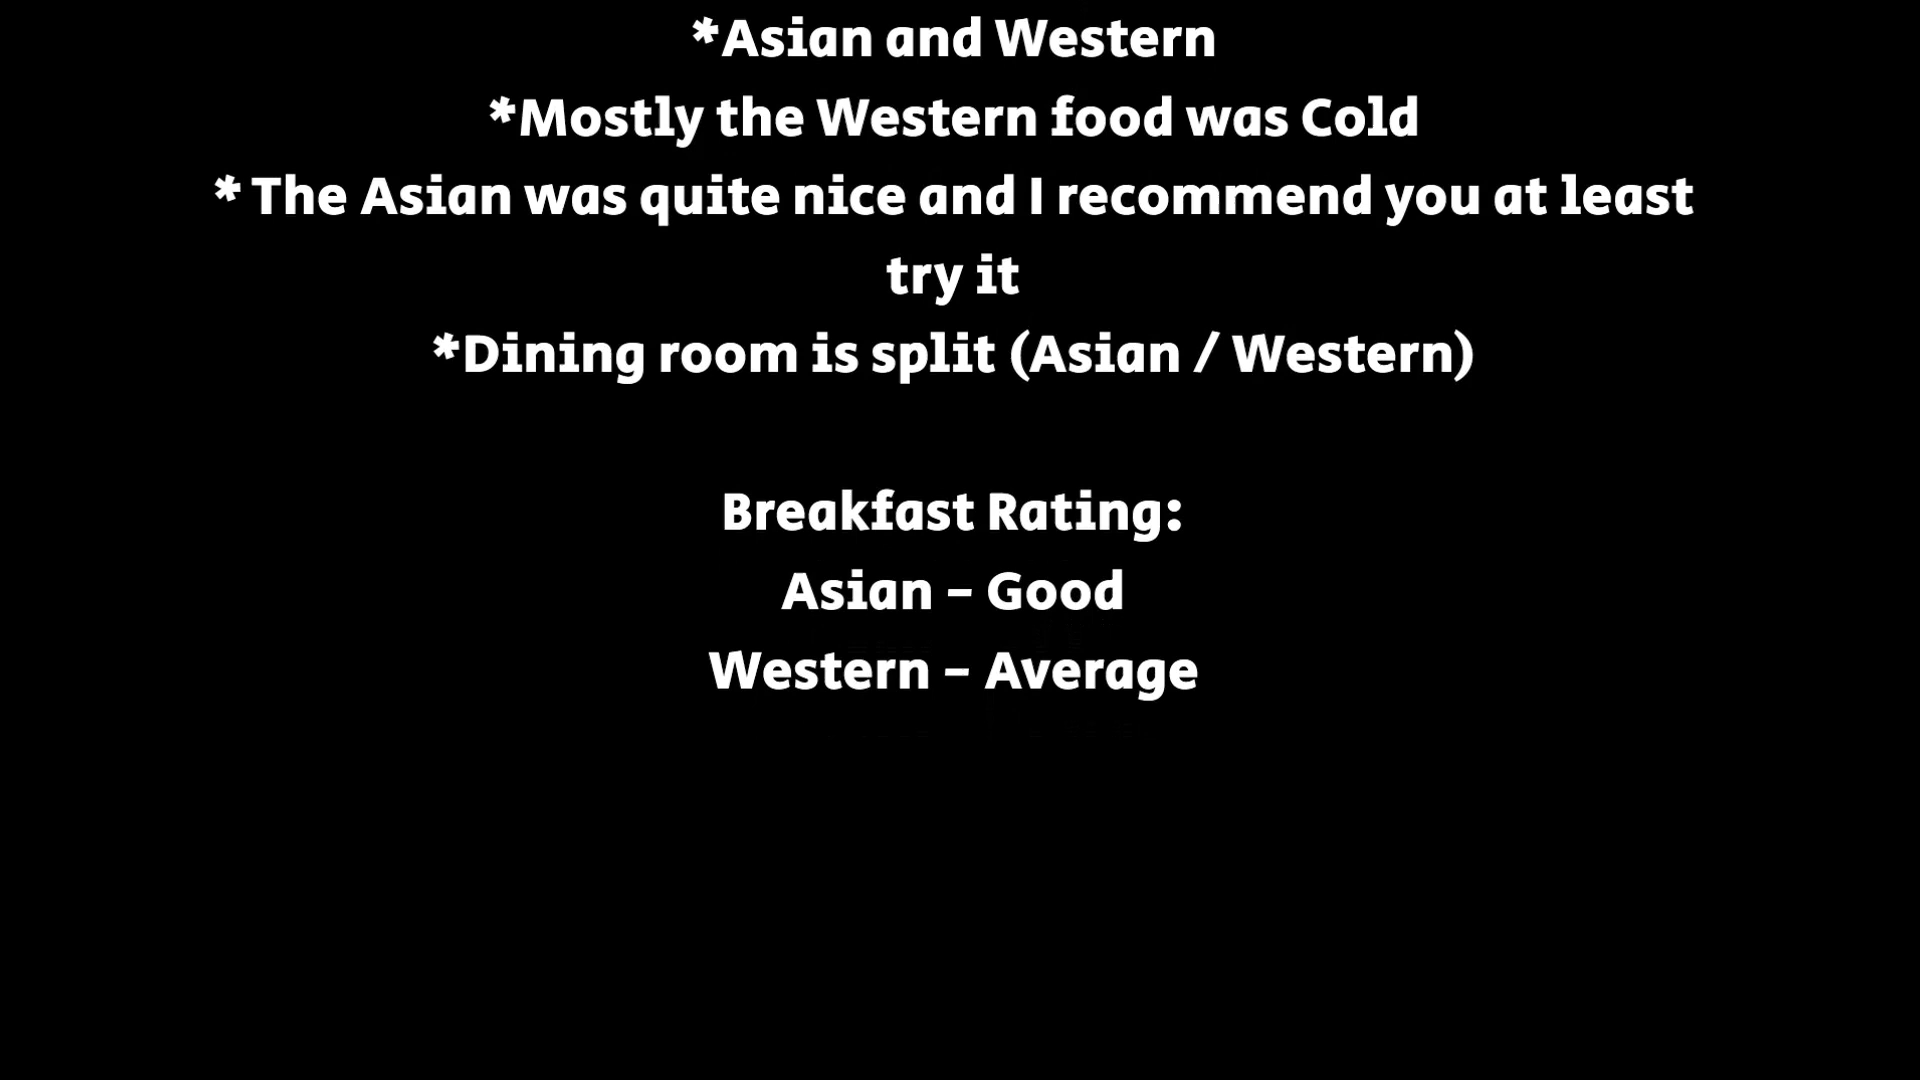 *Asian and Western
*Mostly the Western food was Cold
* The Asian was quite nice and I recommend you at least
try it
*Dining room is split (Asian / Western)
Breakfast Rating:
Asian – Good
Western – Average